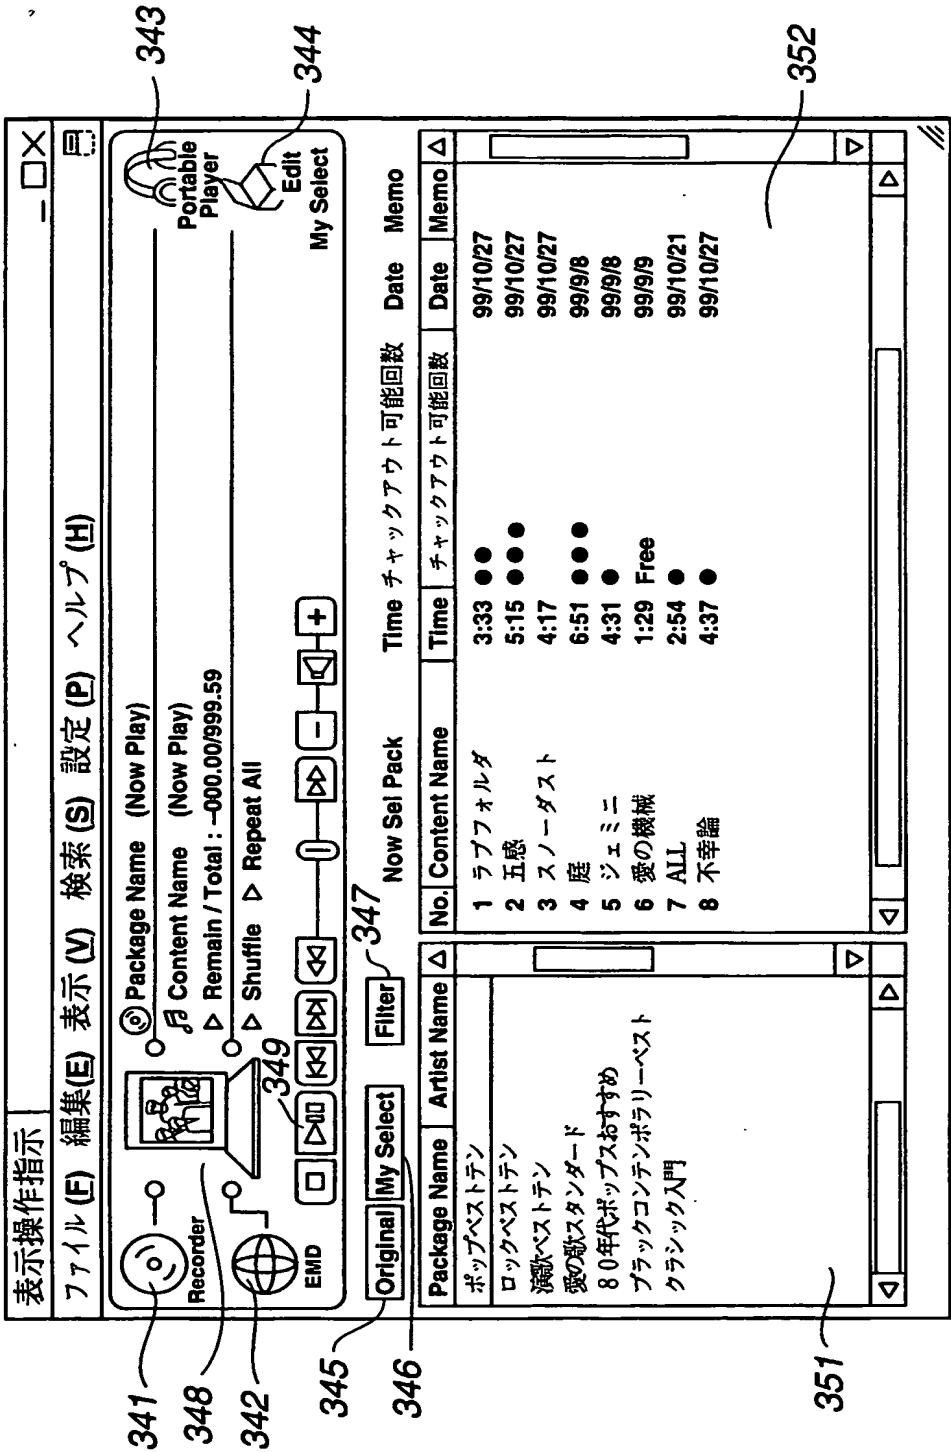 表示操作指示
ファイル (F) 編集(E) 表示 (V) 検索 (S) 設定 (P) ヘルプ (H)
341
348
342
Recorder
EMD
349
Package Name (Now Play)
Content Name (Now Play)
Remain / Total : –000.00/999.59
Shuffle ▷ Repeat All
Portable
Player
343
344
Edit
My Select
345
346
347
Original
My Select
Filter
Now Sel Pack Time チャックアウト可能回数 Date Memo
Package Name Artist Name
ポップベストテン
ロックベストテン
演歌ベストテン
愛の歌スタンダード
80年代ポップスおすすめ
ブラックコンテンポラリーベスト
クラシック入門
351
No. Content Name Time チャックアウト可能回数 Date Memo
1 ラブフォルダ 3:33 ●● 99/10/27
2 五感 5:15 ●●● 99/10/27
3 スノーダスト 4:17 99/10/27
4 庭 6:51 ●●● 99/9/8
5 ジェミニ 4:31 ● 99/9/8
6 愛の機械 1:29 Free 99/9/9
7 ALL 2:54 ● 99/10/21
8 不幸論 4:37 ● 99/10/27
352